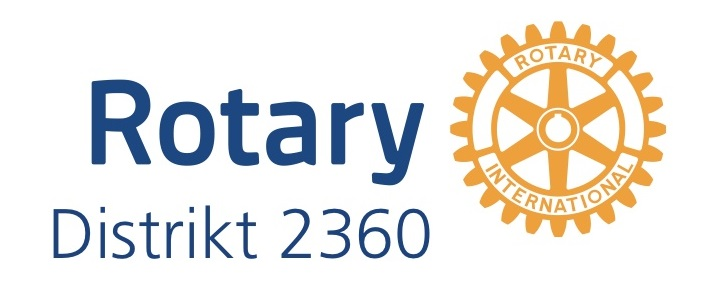 Rotary
Distrikt 2360
ROTARY
INTERNATIONAL